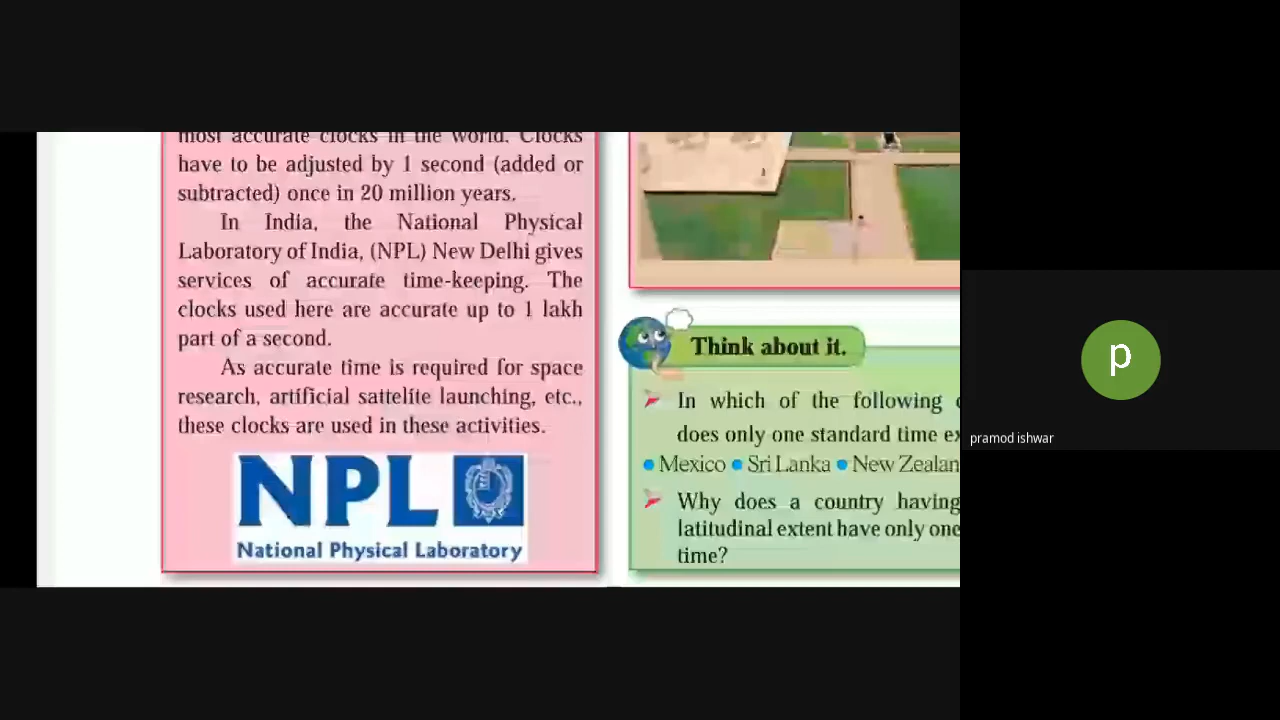 most accurate clocks in the world. Clocks
have to be adjusted by 1 second (added or
subtracted) once in 20 million years.
In India, the National Physical
Laboratory of India, (NPL) New Delhi gives
services of accurate time-keeping. The
clocks used here are accurate up to 1 lakh
part of a second.
As accurate time is required for space
research, artificial sattelite launching, etc.,
these clocks are used in these activities.
NPL
National Physical Laboratory
Think about it.
In which of the following
does only one standard time
Mexico Sri Lanka
Why does a country having
latitudinal extent have only one
time?
p
pramod ishwar